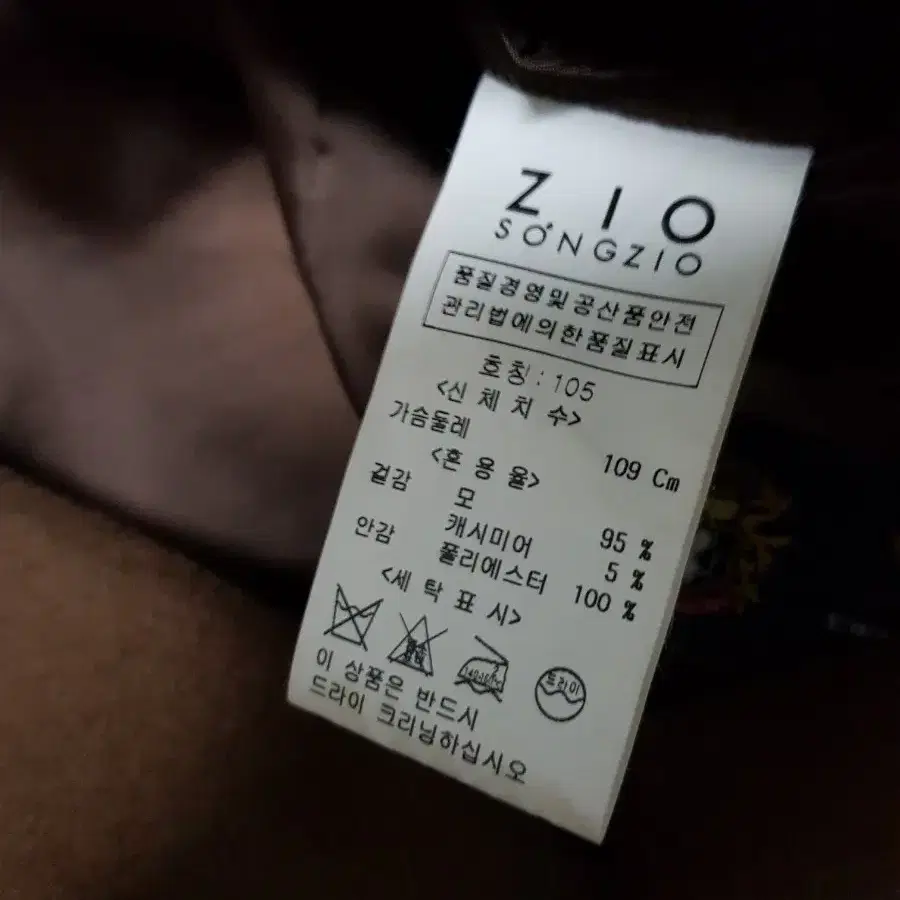 ZIO
SONGZIO
품질경영및공산품안전
관리법에의한품질표시
호칭 : 105
<신 체 치 수>
가슴둘레 109 Cm
<혼 용 율>
겉감 모 95 %
캐시미어 5 %
안감 폴리에스터 100 %
<세 탁 표 시>
드라이
이 상품은 반드시
드라이 크리닝하십시오